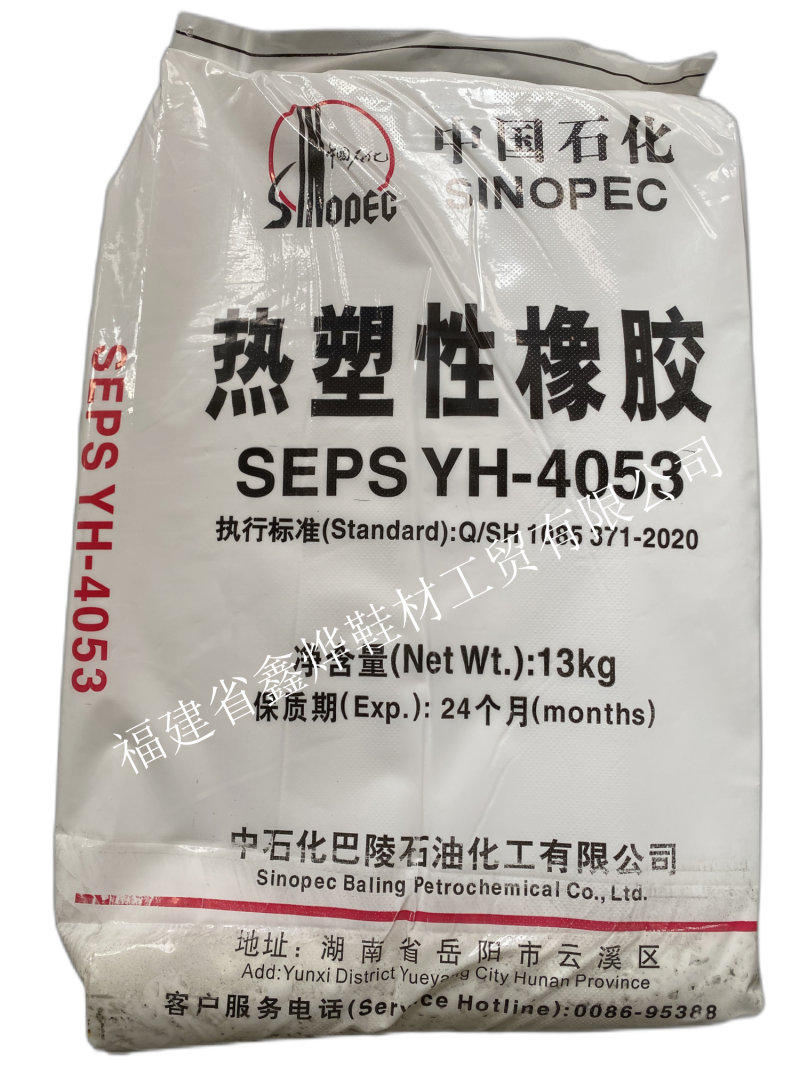 中国石化
SINOPEC
中国石化
SINOPEC
热塑性橡胶
SEPS YH-4053
执行标准(Standard):Q/SH 1085 371-2020
净含量(Net Wt.):13kg
保质期(Exp.): 24个月(months)
中石化巴陵石油化工有限公司
Sinopec Baling Petrochemical Co., Ltd.
地址: 湖南省岳阳市云溪区
Add:Yunxi District Yueyang City Hunan Province
客户服务电话(Service Hotline):0086-95388
SEPS YH-4053
福建省鑫烨鞋材工贸有限公司